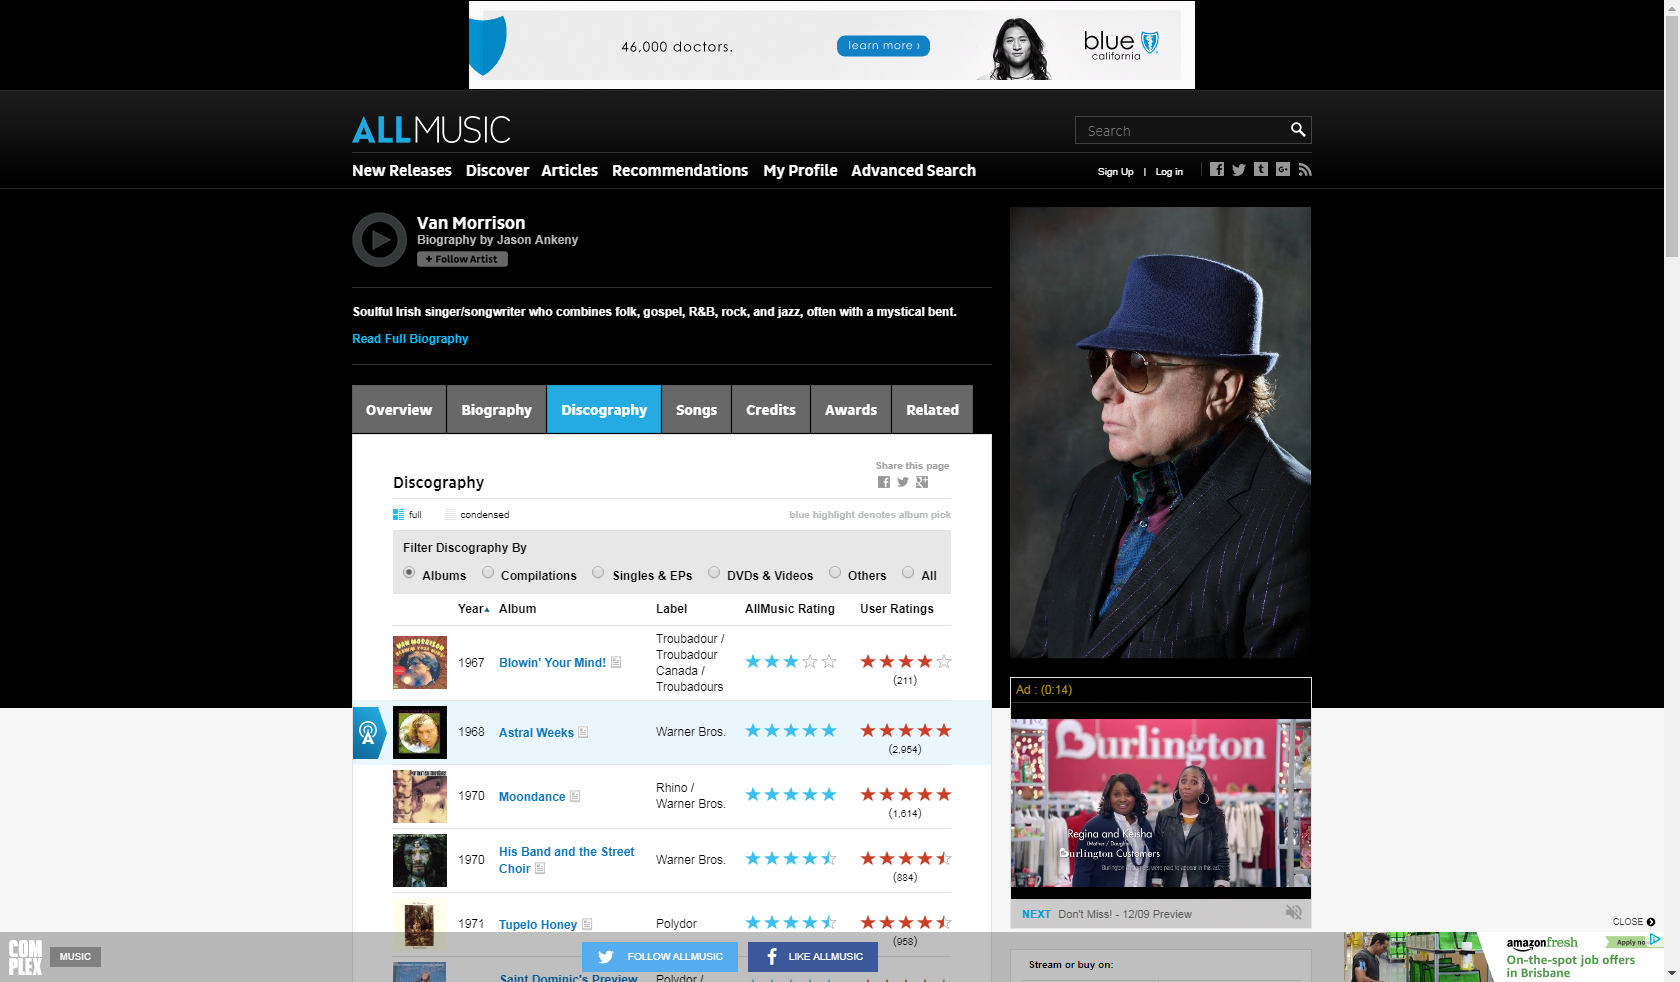 46,000 doctors.
learn more ›
blue
california
ALLMUSIC
Search
New Releases Discover Articles Recommendations My Profile Advanced Search
Sign Up | Log in
Van Morrison
Biography by Jason Ankeny
+ Follow Artist
Soulful Irish singer/songwriter who combines folk, gospel, R&B, rock, and jazz, often with a mystical bent.
Read Full Biography
Overview Biography Discography Songs Credits Awards Related
Share this page
Discography
full condensed blue highlight denotes album pick
Filter Discography By
Albums Compilations Singles & EPs DVDs & Videos Others All
Year Album Label AllMusic Rating User Ratings
VAN MORRISON
1967 Blowin' Your Mind! Troubadour /
Troubadour
Canada /
Troubadours
(211)
1968 Astral Weeks Warner Bros.
(2,954)
1970 Moondance Rhino /
Warner Bros.
(1,614)
1970 His Band and the Street
Choir Warner Bros.
(884)
1971 Tupelo Honey Polydor
(958)
Saint Dominic's Preview Polydor /
Ad : (0:14)
Burlington
Regina and Keisha
(Mother / Daughter)
Burlington Customers
NEXT Don't Miss! - 12/09 Preview
Stream or buy on:
COMPLEX
MUSIC
FOLLOW ALLMUSIC
LIKE ALLMUSIC
CLOSE
amazonfresh
Apply no
On-the-spot job offers
in Brisbane